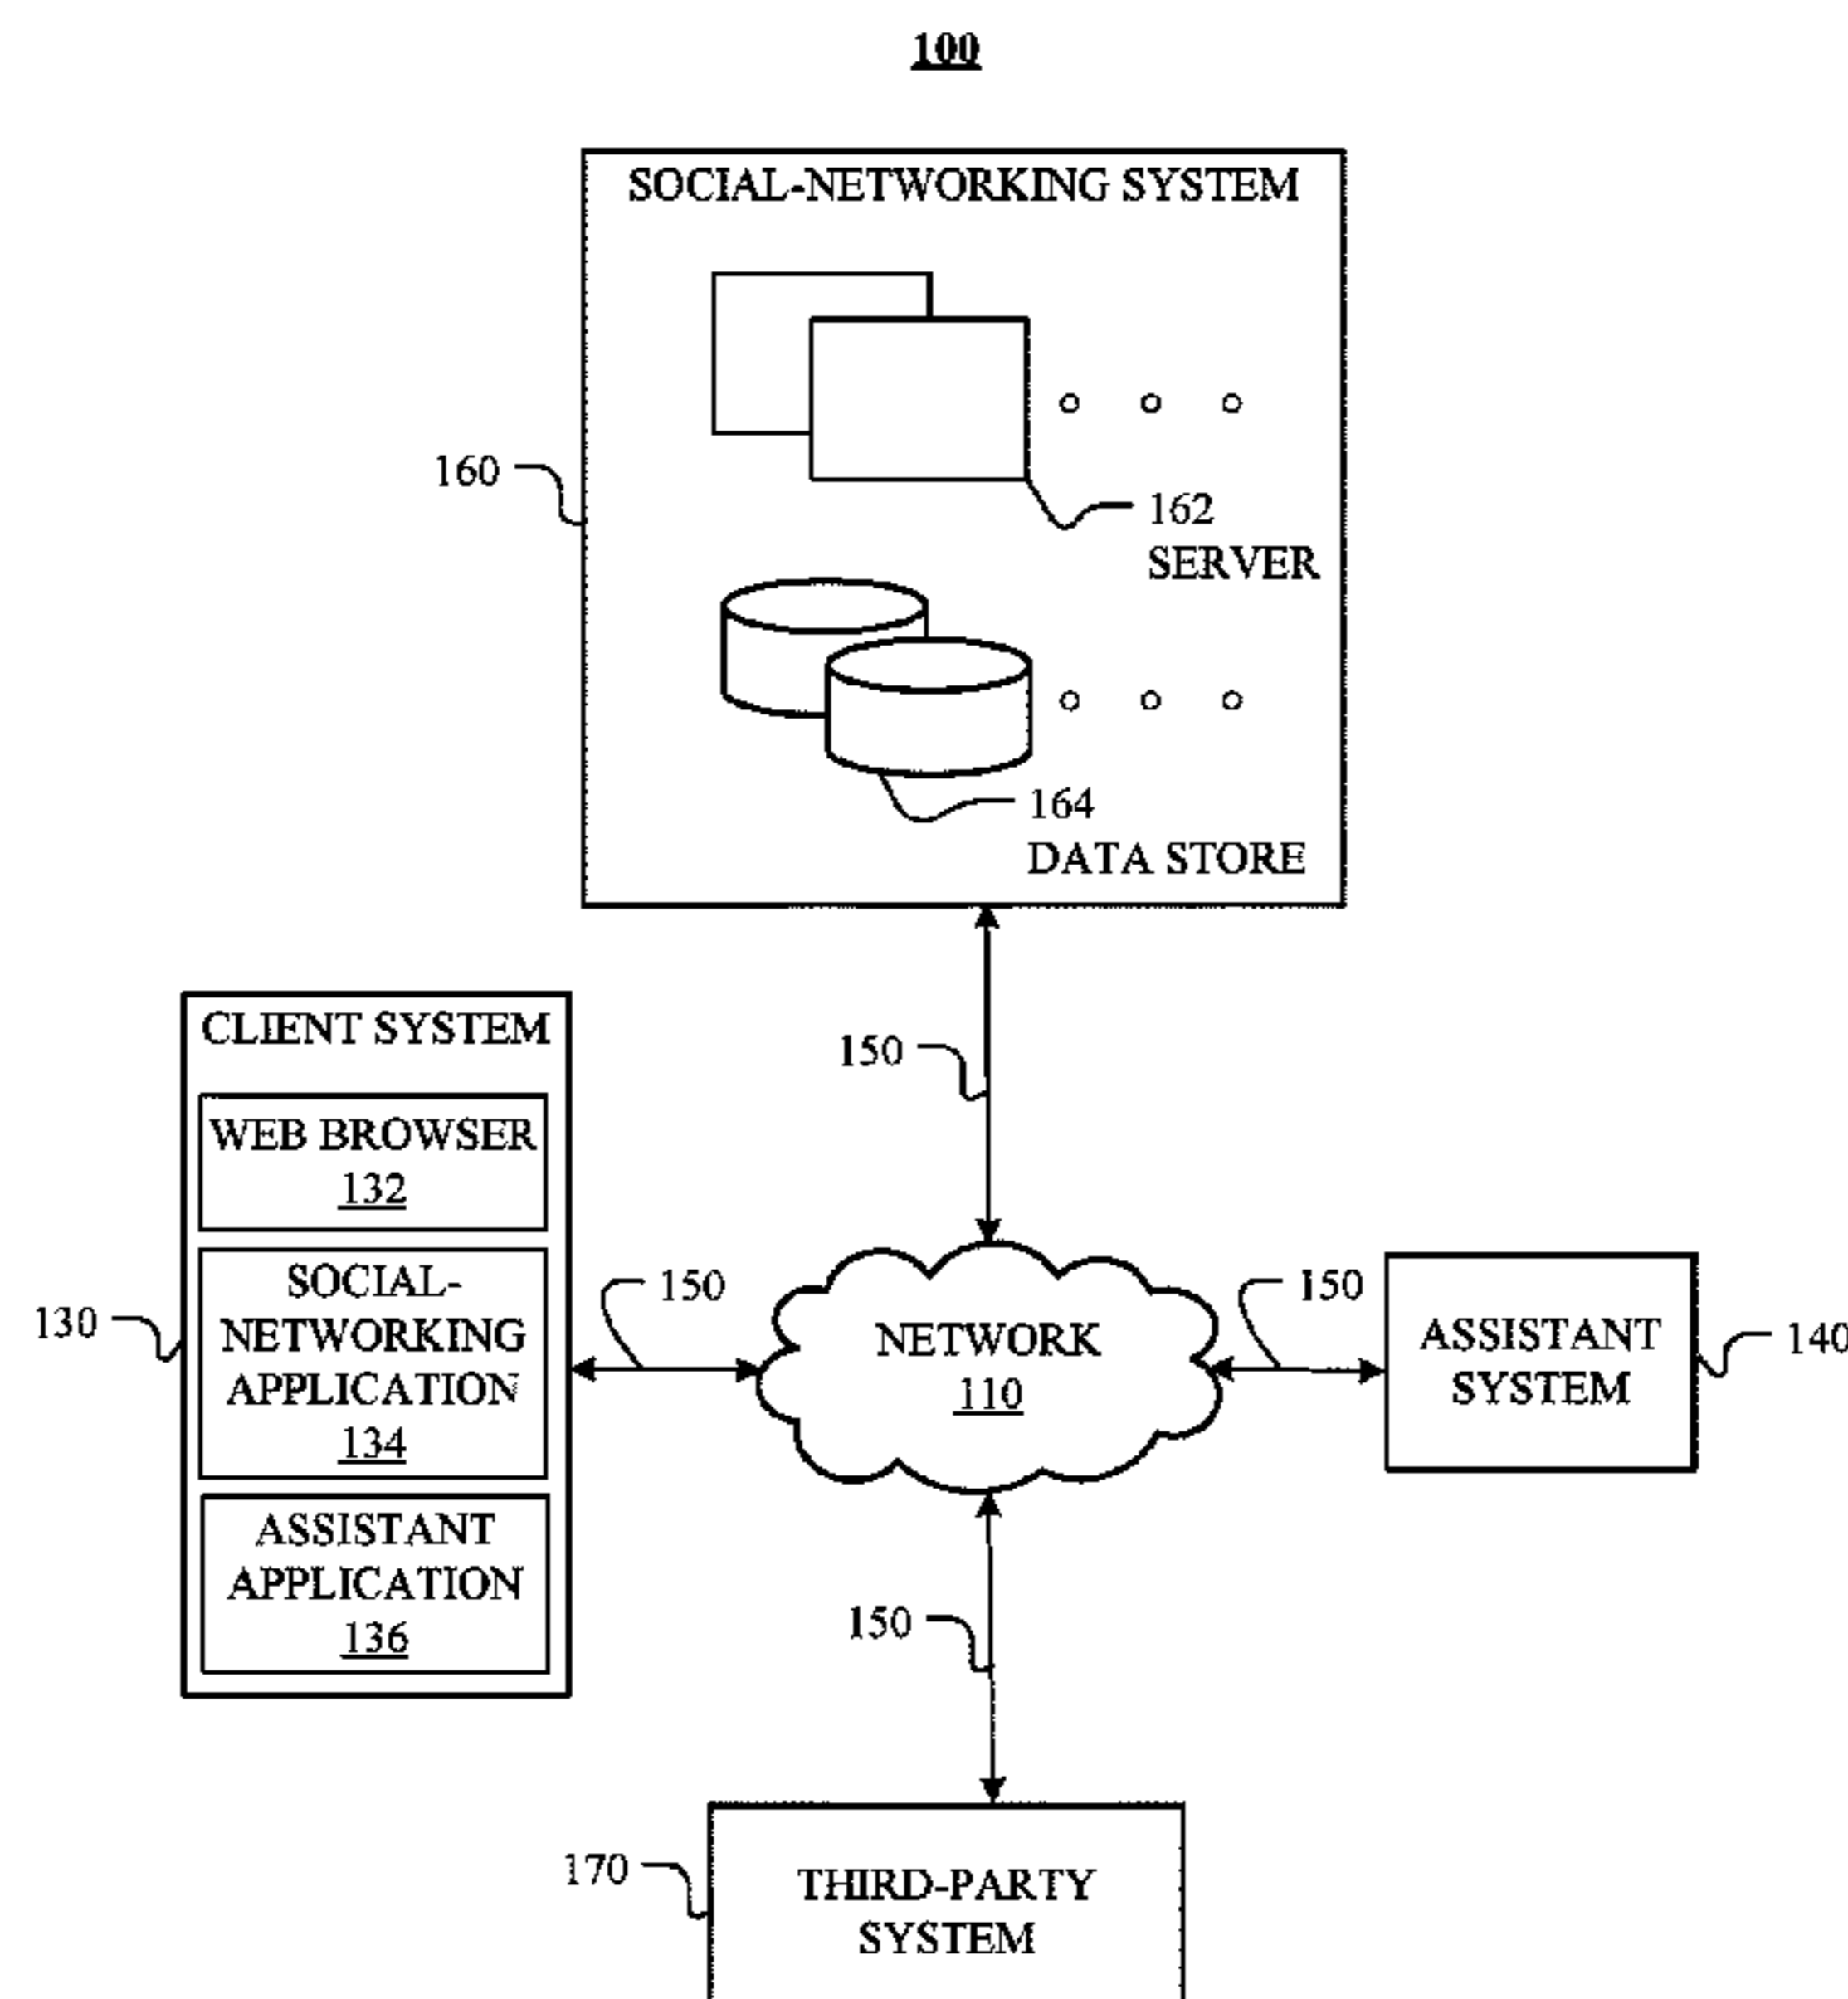 100
SOCIAL-NETWORKING SYSTEM
160
162
SERVER
164
DATA STORE
CLIENT SYSTEM
WEB BROWSER
132
SOCIAL-
NETWORKING
APPLICATION
134
ASSISTANT
APPLICATION
136
130
150
150
NETWORK
110
150
ASSISTANT
SYSTEM
140
150
170
THIRD-PARTY
SYSTEM